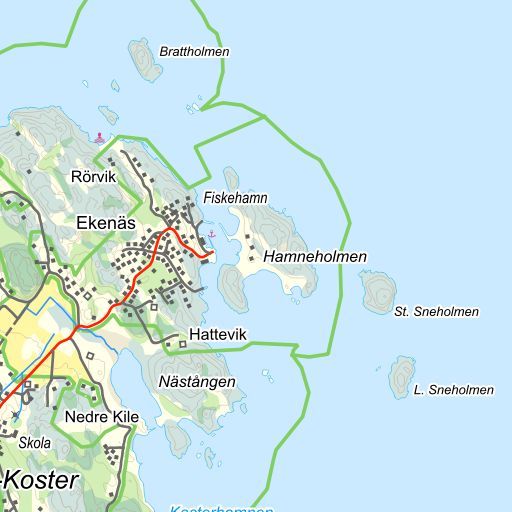 Brattholmen
Rörvik
Fiskehamn
Ekenäs
Hamneholmen
St. Sneholmen
Hattevik
Nästången
L. Sneholmen
Nedre Kile
Skola
-Koster
Kosterhamnen